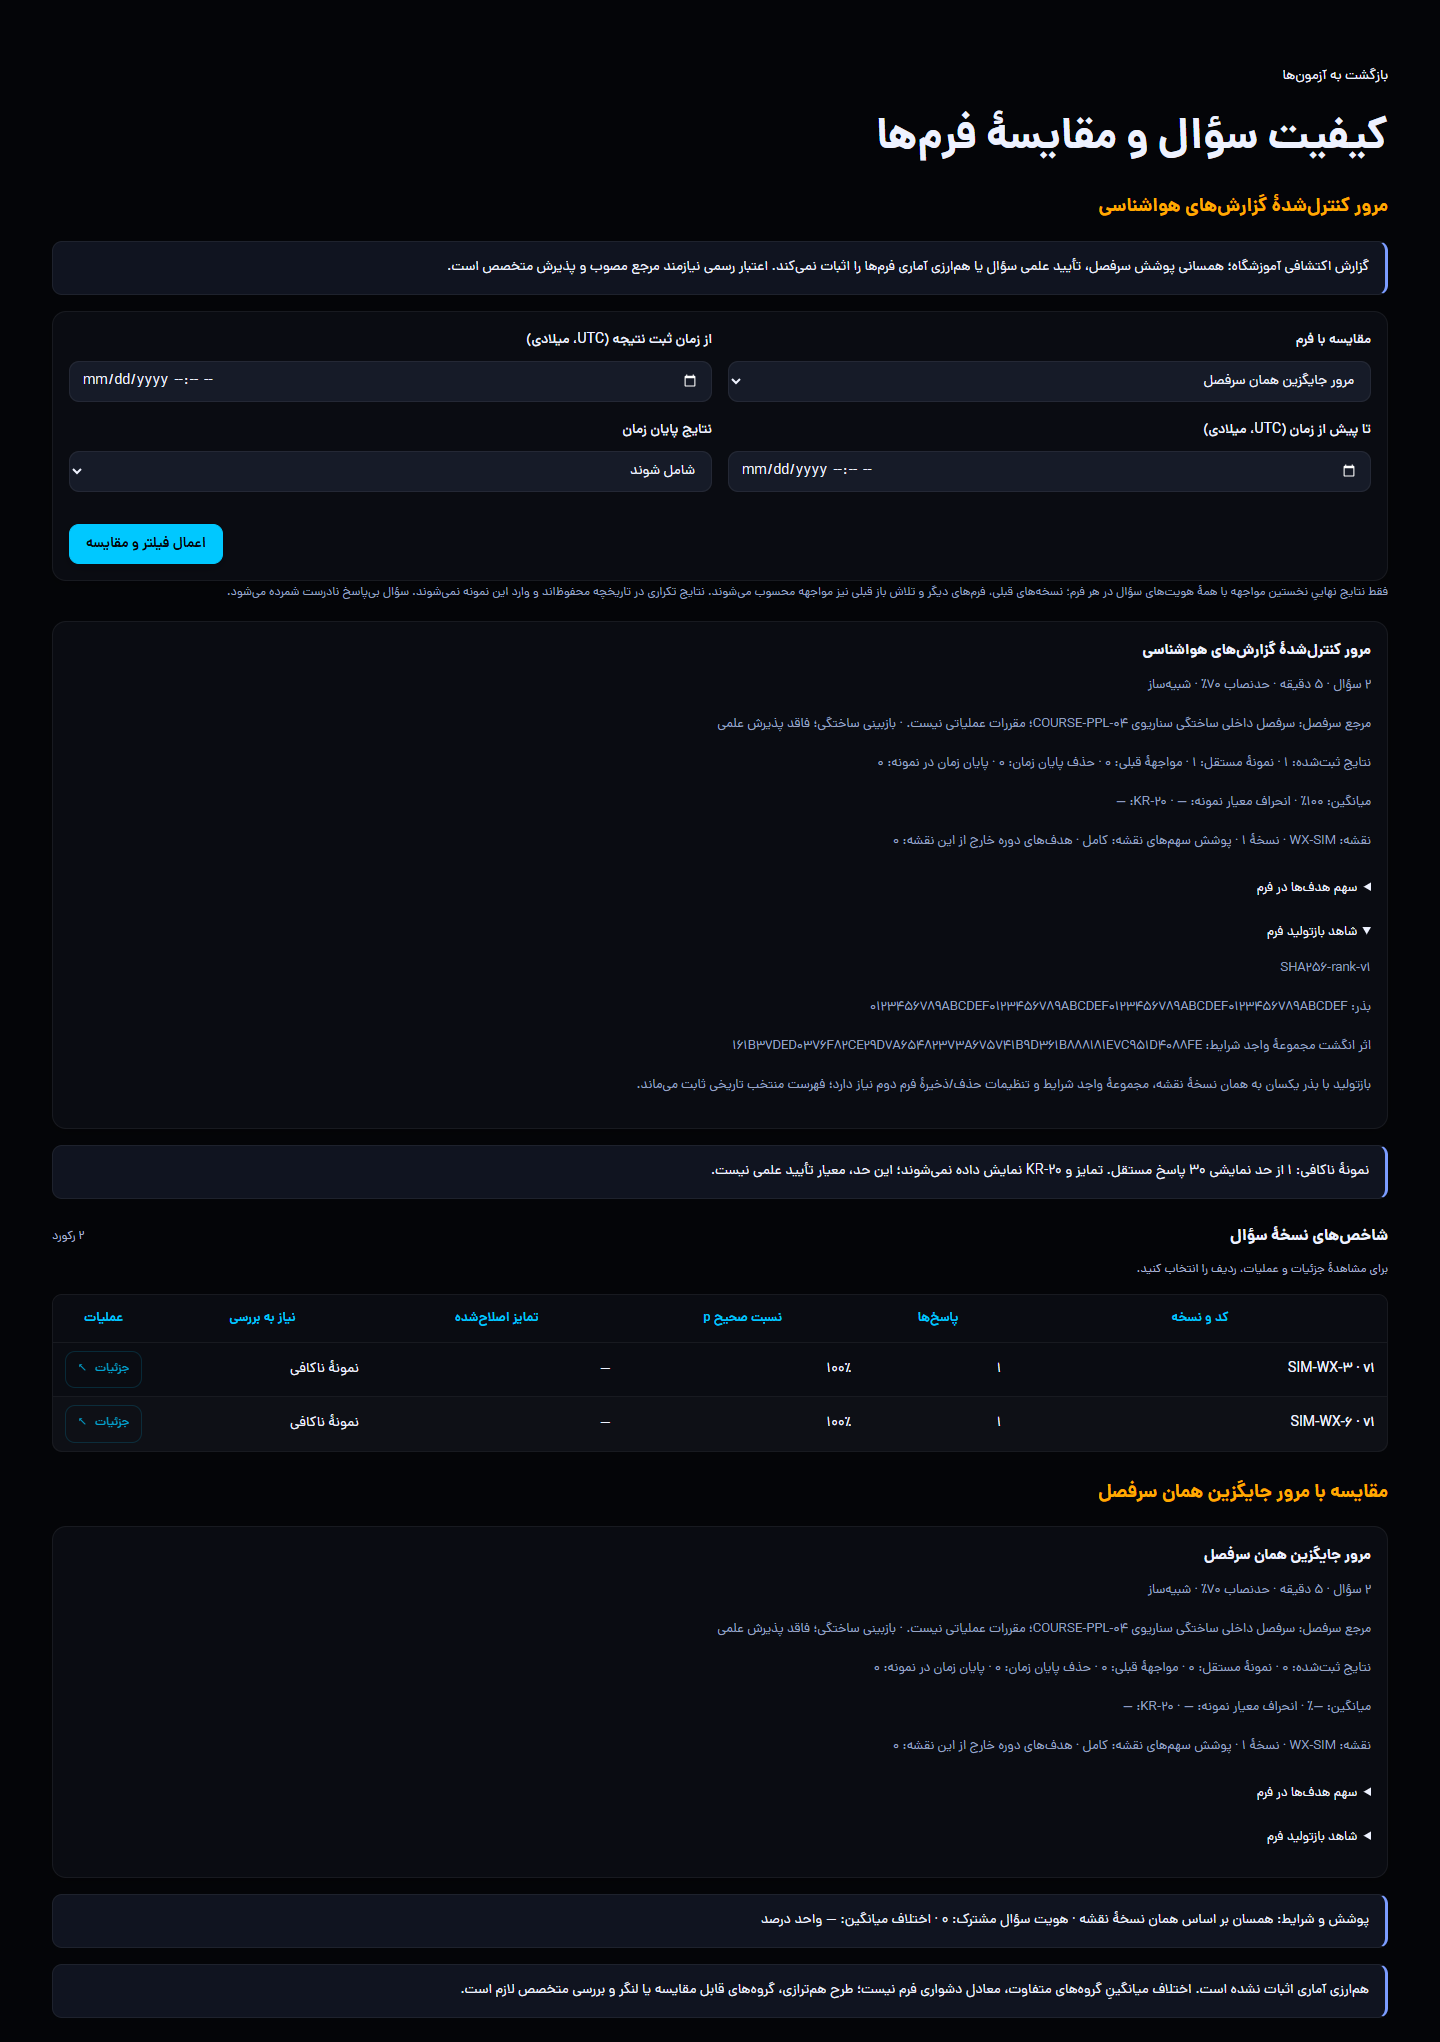 بازگشت به آزمون‌ها
کیفیت سؤال و مقایسهٔ فرم‌ها
مرور کنترل‌شدهٔ گزارش‌های هواشناسی
گزارش اکتشافی آموزشگاه؛ همسانی پوشش سرفصل، تأیید علمی سؤال یا هم‌ارزی آماری فرم‌ها را اثبات نمی‌کند. اعتبار رسمی نیازمند مرجع مصوب و پذیرش متخصص است.
مقایسه با فرم
مرور جایگزین همان سرفصل
از زمان ثبت نتیجه (UTC، میلادی)
mm/dd/yyyy --:-- --
تا پیش از زمان (UTC، میلادی)
mm/dd/yyyy --:-- --
نتایج پایان زمان
شامل شوند
اعمال فیلتر و مقایسه
فقط نتایج نهایی نخستین مواجهه با همهٔ هویت‌های سؤال در هر فرم؛ نسخه‌های قبلی، فرم‌های دیگر و تلاش باز قبلی نیز مواجهه محسوب می‌شوند. نتایج تکراری در تاریخچه محفوظ‌اند و وارد این نمونه نمی‌شوند. سؤال بی‌پاسخ نادرست شمرده می‌شود.
مرور کنترل‌شدهٔ گزارش‌های هواشناسی
۲ سؤال · ۵ دقیقه · حدنصاب ۷۰٪ · شبیه‌ساز
مرجع سرفصل: سرفصل داخلی ساختگی سناریوی COURSE-PPL-۰۴؛ مقررات عملیاتی نیست. · بازبینی ساختگی؛ فاقد پذیرش علمی
نتایج ثبت‌شده: ۱ · نمونهٔ مستقل: ۱ · مواجههٔ قبلی: ۰ · حذف پایان زمان: ۰ · پایان زمان در نمونه: ۰
میانگین: ۱۰۰٪ · انحراف معیار نمونه: — · KR-۲۰: —
نقشه: WX-SIM · نسخهٔ ۱ · پوشش سهم‌های نقشه: کامل · هدف‌های دوره خارج از این نقشه: ۰
سهم هدف‌ها در فرم
شاهد بازتولید فرم
SHA۲۵۶-rank-v۱
بذر: ۰۱۲۳۴۵۶۷۸۹ABCDEF۰۱۲۳۴۵۶۷۸۹ABCDEF۰۱۲۳۴۵۶۷۸۹ABCDEF۰۱۲۳۴۵۶۷۸۹ABCDEF
اثر انگشت مجموعهٔ واجد شرایط: ۱۶۱B۳۷DED۰۳۷۶F۸۲CE۲۹D۷A۶۵۴۸۲۳۷۳A۶۷۵۷۴۱B۹D۳۶۱B۸۸۸۱۸۱E۷C۹۵۱D۴۰۸۸FE
بازتولید با بذر یکسان به همان نسخهٔ نقشه، مجموعهٔ واجد شرایط و تنظیمات حذف/ذخیرهٔ فرم دوم نیاز دارد؛ فهرست منتخب تاریخی ثابت می‌ماند.
نمونهٔ ناکافی: ۱ از حد نمایشی ۳۰ پاسخ مستقل. تمایز و KR-۲۰ نمایش داده نمی‌شوند؛ این حد، معیار تأیید علمی نیست.
شاخص‌های نسخهٔ سؤال
۲ رکورد
برای مشاهدهٔ جزئیات و عملیات، ردیف را انتخاب کنید.
کد و نسخه پاسخ‌ها نسبت صحیح p تمایز اصلاح‌شده نیاز به بررسی عملیات
SIM-WX-۳ · v۱ ۱ ۱۰۰٪ — نمونهٔ ناکافی جزئیات ↖
SIM-WX-۶ · v۱ ۱ ۱۰۰٪ — نمونهٔ ناکافی جزئیات ↖
مقایسه با مرور جایگزین همان سرفصل
مرور جایگزین همان سرفصل
۲ سؤال · ۵ دقیقه · حدنصاب ۷۰٪ · شبیه‌ساز
مرجع سرفصل: سرفصل داخلی ساختگی سناریوی COURSE-PPL-۰۴؛ مقررات عملیاتی نیست. · بازبینی ساختگی؛ فاقد پذیرش علمی
نتایج ثبت‌شده: ۰ · نمونهٔ مستقل: ۰ · مواجههٔ قبلی: ۰ · حذف پایان زمان: ۰ · پایان زمان در نمونه: ۰
میانگین: —٪ · انحراف معیار نمونه: — · KR-۲۰: —
نقشه: WX-SIM · نسخهٔ ۱ · پوشش سهم‌های نقشه: کامل · هدف‌های دوره خارج از این نقشه: ۰
سهم هدف‌ها در فرم
شاهد بازتولید فرم
پوشش و شرایط: همسان بر اساس همان نسخهٔ نقشه · هویت سؤال مشترک: ۰ · اختلاف میانگین: — واحد درصد
هم‌ارزی آماری اثبات نشده است. اختلاف میانگین گروه‌های متفاوت، معادل دشواری فرم نیست؛ طرح هم‌ترازی، گروه‌های قابل مقایسه یا لنگر و بررسی متخصص لازم است.